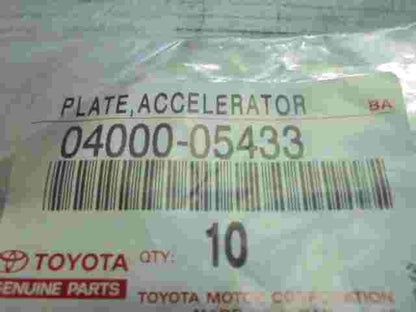 PLATE, ACCELERATOR BA
04000-05433
TOYOTA QTY: 10
GENUINE PARTS TOYOTA MOTOR CORPORATION